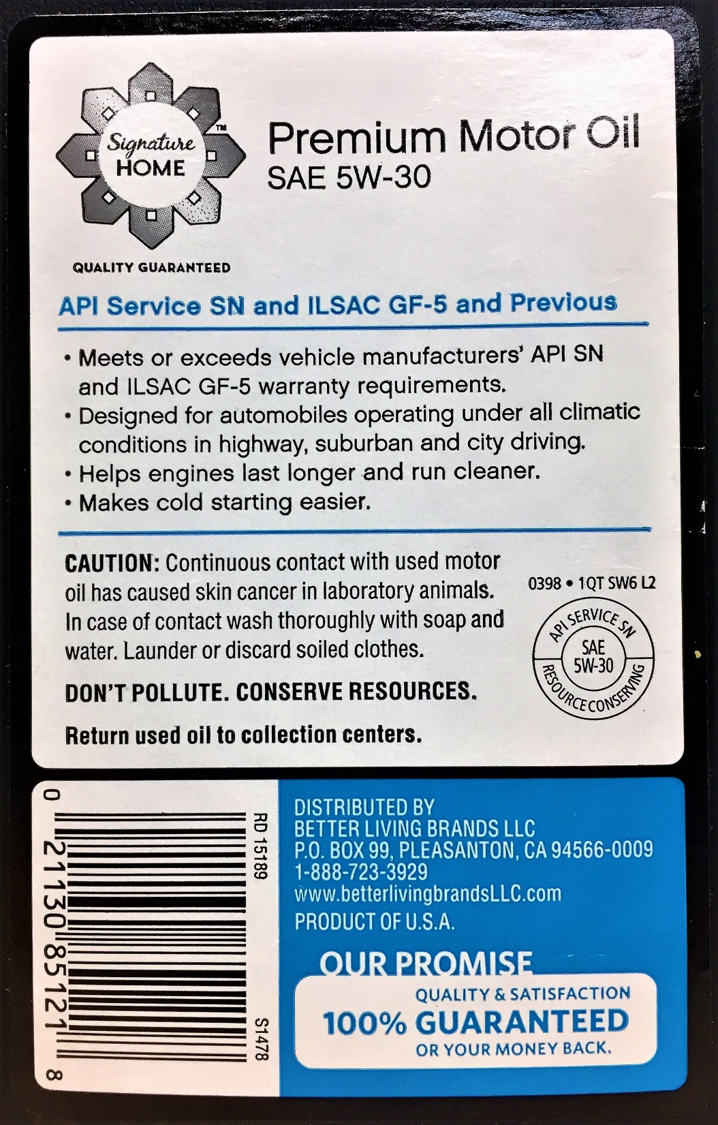 Signature
HOME
™
QUALITY GUARANTEED
Premium Motor Oil
SAE 5W-30
API Service SN and ILSAC GF-5 and Previous
• Meets or exceeds vehicle manufacturers' API SN
and ILSAC GF-5 warranty requirements.
• Designed for automobiles operating under all climatic
conditions in highway, suburban and city driving.
• Helps engines last longer and run cleaner.
• Makes cold starting easier.
CAUTION: Continuous contact with used motor
oil has caused skin cancer in laboratory animals.
In case of contact wash thoroughly with soap and
water. Launder or discard soiled clothes.
DON'T POLLUTE. CONSERVE RESOURCES.
Return used oil to collection centers.
0398 • 1QT SW6 L2
API SERVICE SN
SAE
5W-30
RESOURCE CONSERVING
0 21130 85121 8
RD 15189
S1478
DISTRIBUTED BY
BETTER LIVING BRANDS LLC
P.O. BOX 99, PLEASANTON, CA 94566-0009
1-888-723-3929
www.betterlivingbrandsLLC.com
PRODUCT OF U.S.A.
OUR PROMISE
QUALITY & SATISFACTION
100% GUARANTEED
OR YOUR MONEY BACK.